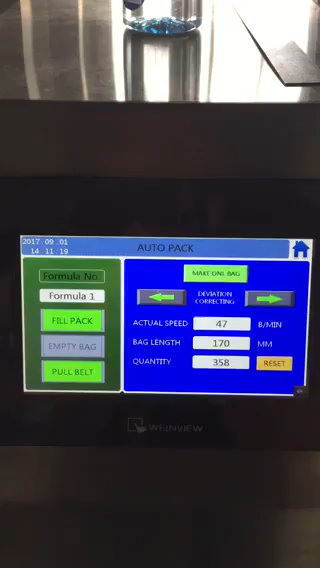 2017 09 .01
14 :11 :19
AUTO PACK
Formula No.
Formula 1
FILL PACK
EMPTY BAG
PULL BELT
MAKE ONE BAG
DEVIATION
CORRECTING
ACTUAL SPEED 47 B/MIN
BAG LENGTH 170 MM
QUANTITY 358 RESET
WEINVIEW